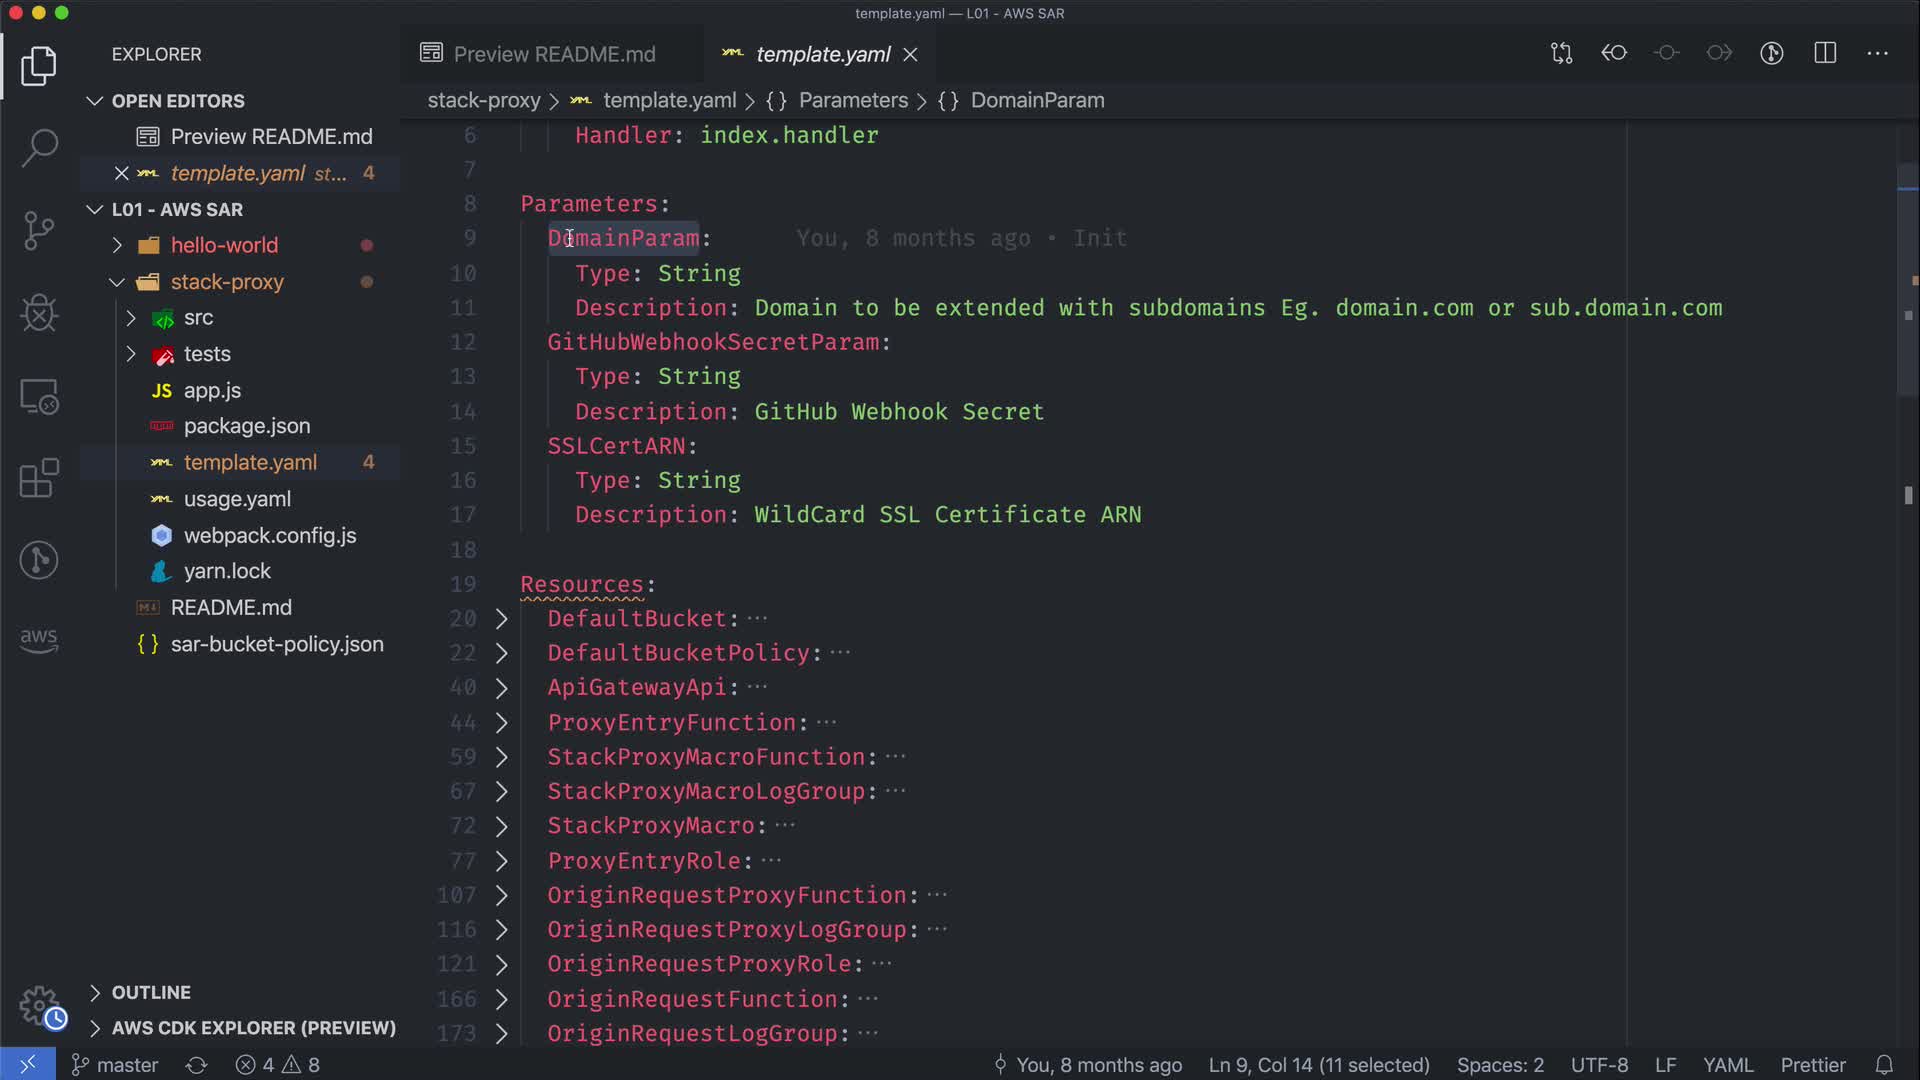 template.yaml — L01 - AWS SAR
EXPLORER
OPEN EDITORS
Preview README.md
template.yaml st... 4
L01 - AWS SAR
hello-world
stack-proxy
src
tests
JS app.js
package.json
template.yaml 4
usage.yaml
webpack.config.js
yarn.lock
README.md
{ } sar-bucket-policy.json
OUTLINE
AWS CDK EXPLORER (PREVIEW)
aws
Preview README.md
template.yaml
stack-proxy > template.yaml > {} Parameters > {} DomainParam
6 Handler: index.handler
7
8 Parameters:
9 DomainParam: You, 8 months ago • Init
10 Type: String
11 Description: Domain to be extended with subdomains Eg. domain.com or sub.domain.com
12 GitHubWebhookSecretParam:
13 Type: String
14 Description: GitHub Webhook Secret
15 SSLCertARN:
16 Type: String
17 Description: WildCard SSL Certificate ARN
18
19 Resources:
20 DefaultBucket: ···
22 DefaultBucketPolicy: ···
40 ApiGatewayApi: ···
44 ProxyEntryFunction: ···
59 StackProxyMacroFunction: ···
67 StackProxyMacroLogGroup: ···
72 StackProxyMacro: ···
77 ProxyEntryRole: ···
107 OriginRequestProxyFunction: ···
116 OriginRequestProxyLogGroup: ···
121 OriginRequestProxyRole: ···
166 OriginRequestFunction: ···
173 OriginRequestLogGroup: ···
master 4 8 You, 8 months ago Ln 9, Col 14 (11 selected) Spaces: 2 UTF-8 LF YAML Prettier